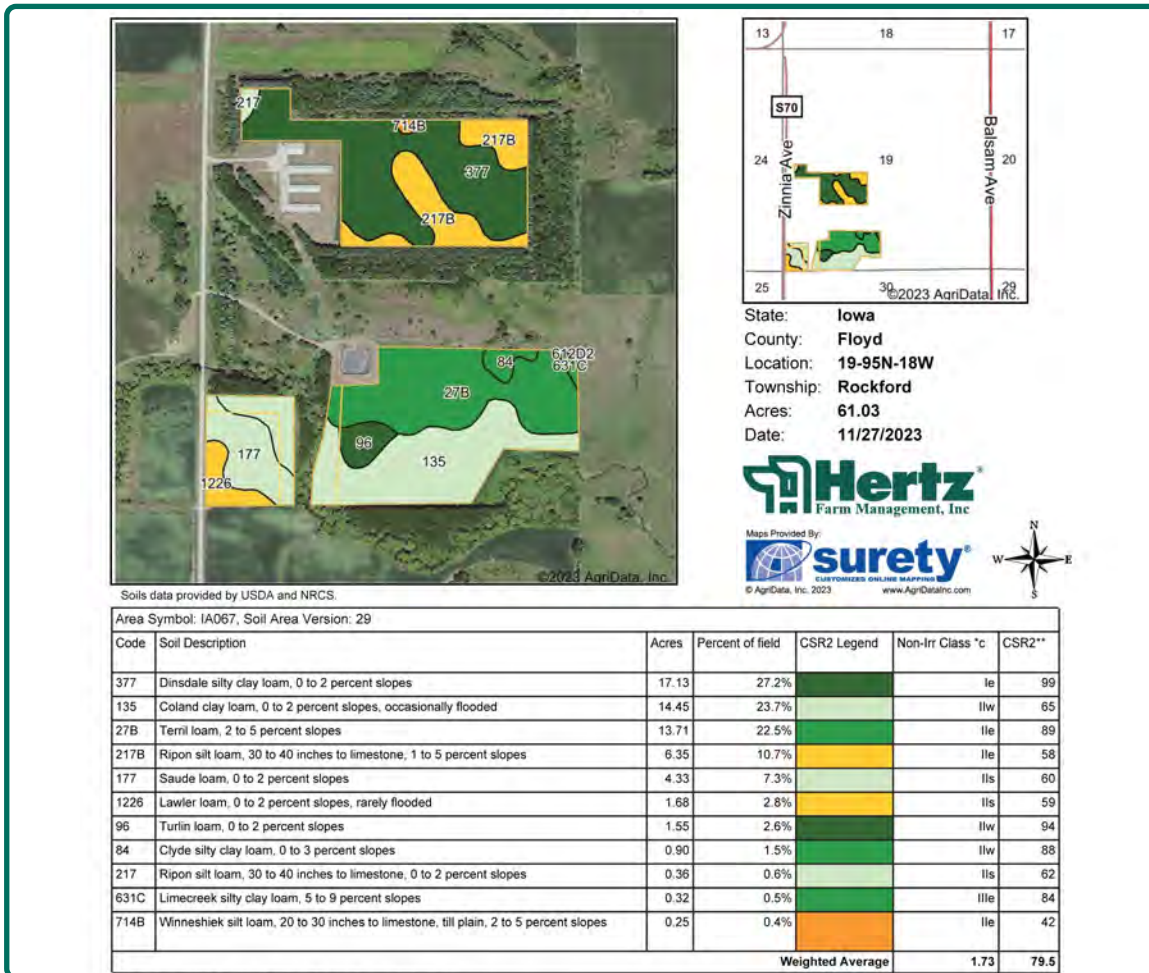 217
714B
217B
377
217B
84
612D2
631C
27B
96
135
177
1226
©2023 AgriData, Inc.
Soils data provided by USDA and NRCS.
13 18 17
S70
Zinnia-Ave
Balsam-Ave
24 19 20
25 30 29
©2023 AgriData, Inc.
State: Iowa
County: Floyd
Location: 19-95N-18W
Township: Rockford
Acres: 61.03
Date: 11/27/2023
Hertz®
Farm Management, Inc
Maps Provided By:
surety®
CUSTOMIZED ONLINE MAPPING
© AgriData, Inc. 2023 www.AgriDataInc.com
N
W E
S
Area Symbol: IA067, Soil Area Version: 29
Code Soil Description Acres Percent of field CSR2 Legend Non-Irr Class *c CSR2**
377 Dinsdale silty clay loam, 0 to 2 percent slopes 17.13 27.2% Ie 99
135 Coland clay loam, 0 to 2 percent slopes, occasionally flooded 14.45 23.7% IIw 65
27B Terril loam, 2 to 5 percent slopes 13.71 22.5% IIe 89
217B Ripon silt loam, 30 to 40 inches to limestone, 1 to 5 percent slopes 6.35 10.7% IIe 58
177 Saude loam, 0 to 2 percent slopes 4.33 7.3% IIs 60
1226 Lawler loam, 0 to 2 percent slopes, rarely flooded 1.68 2.8% IIs 59
96 Turlin loam, 0 to 2 percent slopes 1.55 2.6% IIw 94
84 Clyde silty clay loam, 0 to 3 percent slopes 0.90 1.5% IIw 88
217 Ripon silt loam, 30 to 40 inches to limestone, 0 to 2 percent slopes 0.36 0.6% IIs 62
631C Limecreek silty clay loam, 5 to 9 percent slopes 0.32 0.5% IIIe 84
714B Winneshiek silt loam, 20 to 30 inches to limestone, till plain, 2 to 5 percent slopes 0.25 0.4% IIe 42
Weighted Average 1.73 79.5